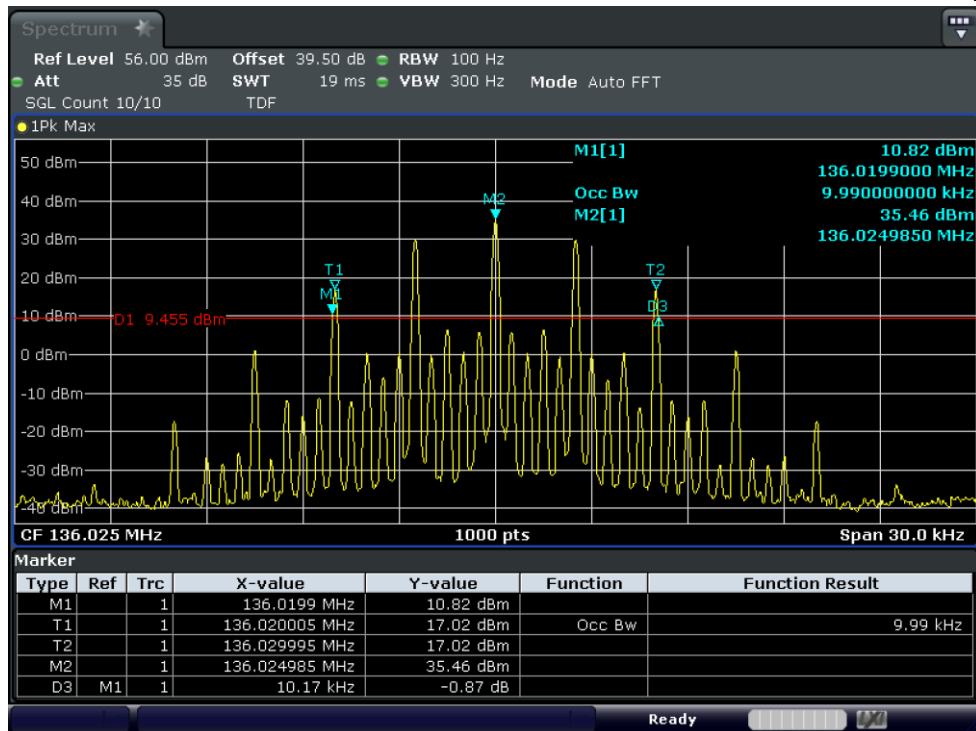 Spectrum
Ref Level 56.00 dBm Offset 39.50 dB RBW 100 Hz
Att 35 dB SWT 19 ms VBW 300 Hz Mode Auto FFT
SGL Count 10/10 TDF
1Pk Max
M1[1] 10.82 dBm
136.0199000 MHz
Occ Bw 9.990000000 kHz
M2[1] 35.46 dBm
136.0249850 MHz
50 dBm
40 dBm
M2
30 dBm
20 dBm
T1
T2
M1
D3
10 dBm
D1 9.455 dBm
0 dBm
-10 dBm
-20 dBm
-30 dBm
-40 dBm
CF 136.025 MHz 1000 pts Span 30.0 kHz
Marker
Type Ref Trc X-value Y-value Function Function Result
M1 1 136.0199 MHz 10.82 dBm
T1 1 136.020005 MHz 17.02 dBm Occ Bw 9.99 kHz
T2 1 136.029995 MHz 17.02 dBm
M2 1 136.024985 MHz 35.46 dBm
D3 M1 1 10.17 kHz -0.87 dB
Ready